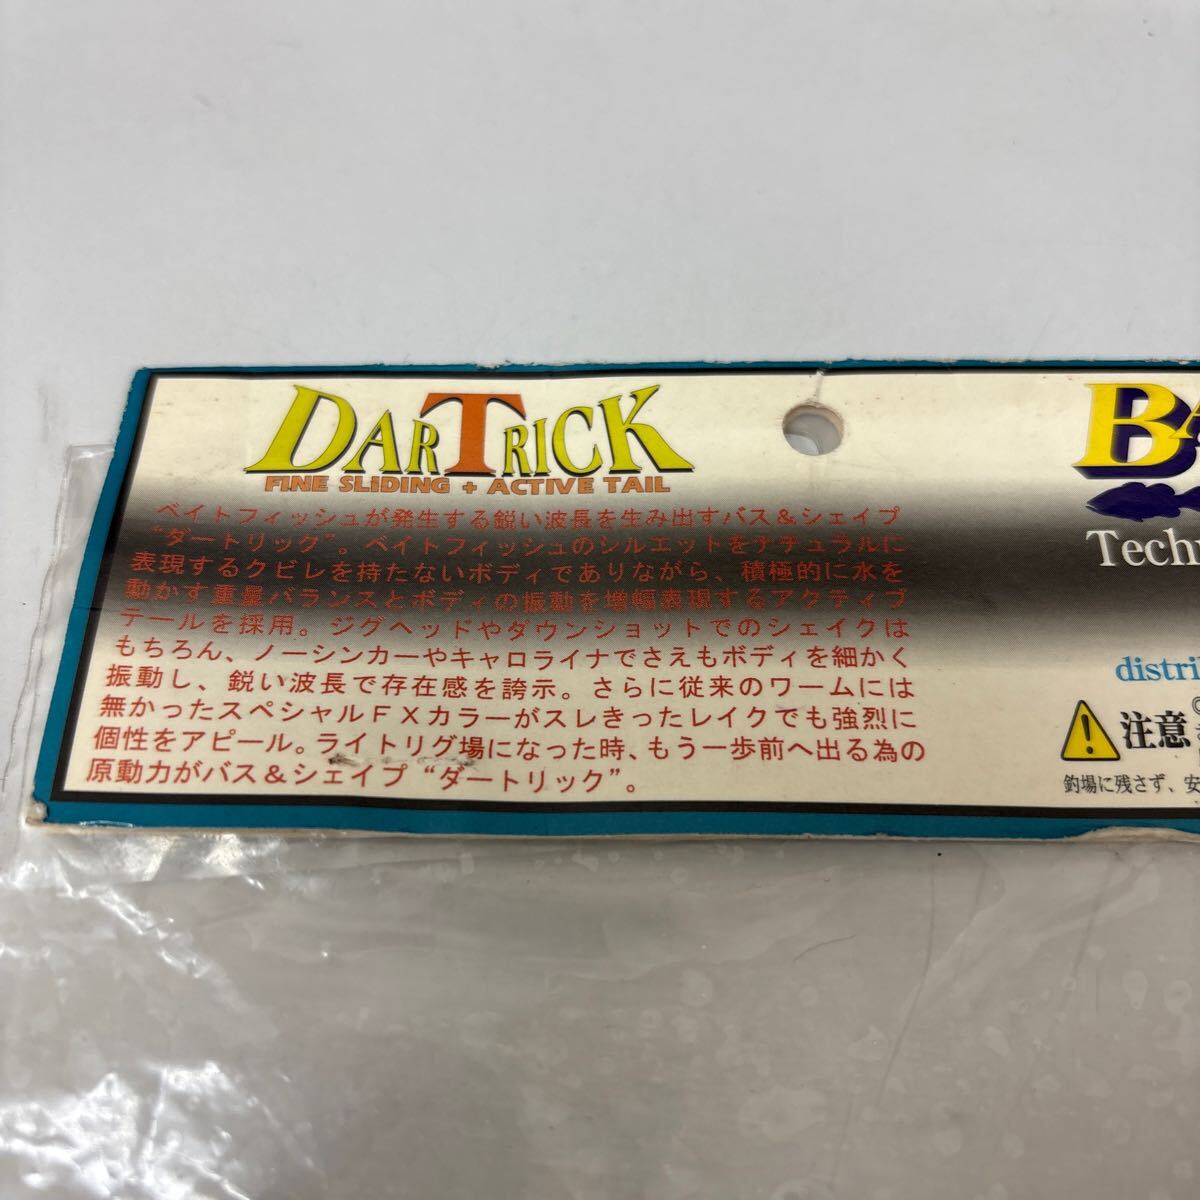 DARTRICK
FINE SLIDING + ACTIVE TAIL
ベイトフィッシュが発生する鋭い波長を生み出すバス＆シェイプ
“ダートリック”。ベイトフィッシュのシルエットをナチュラルに
表現するクビレを持たないボディでありながら、積極的に水を
動かす重量バランスとボディの振動を増幅表現するアクティブ
テールを採用。ジグヘッドやダウンショットでのシェイクは
もちろん、ノーシンカーやキャロライナでさえもボディを細かく
振動し、鋭い波長で存在感を誇示。さらに従来のワームには
無かったスペシャルＦＸカラーがスレきったレイクでも強烈に
個性をアピール。ライトリグ場になった時、もう一歩前へ出る為の
原動力がバス＆シェイプ“ダートリック”。
BA
Techn
distri
注意
釣場に残さず、安